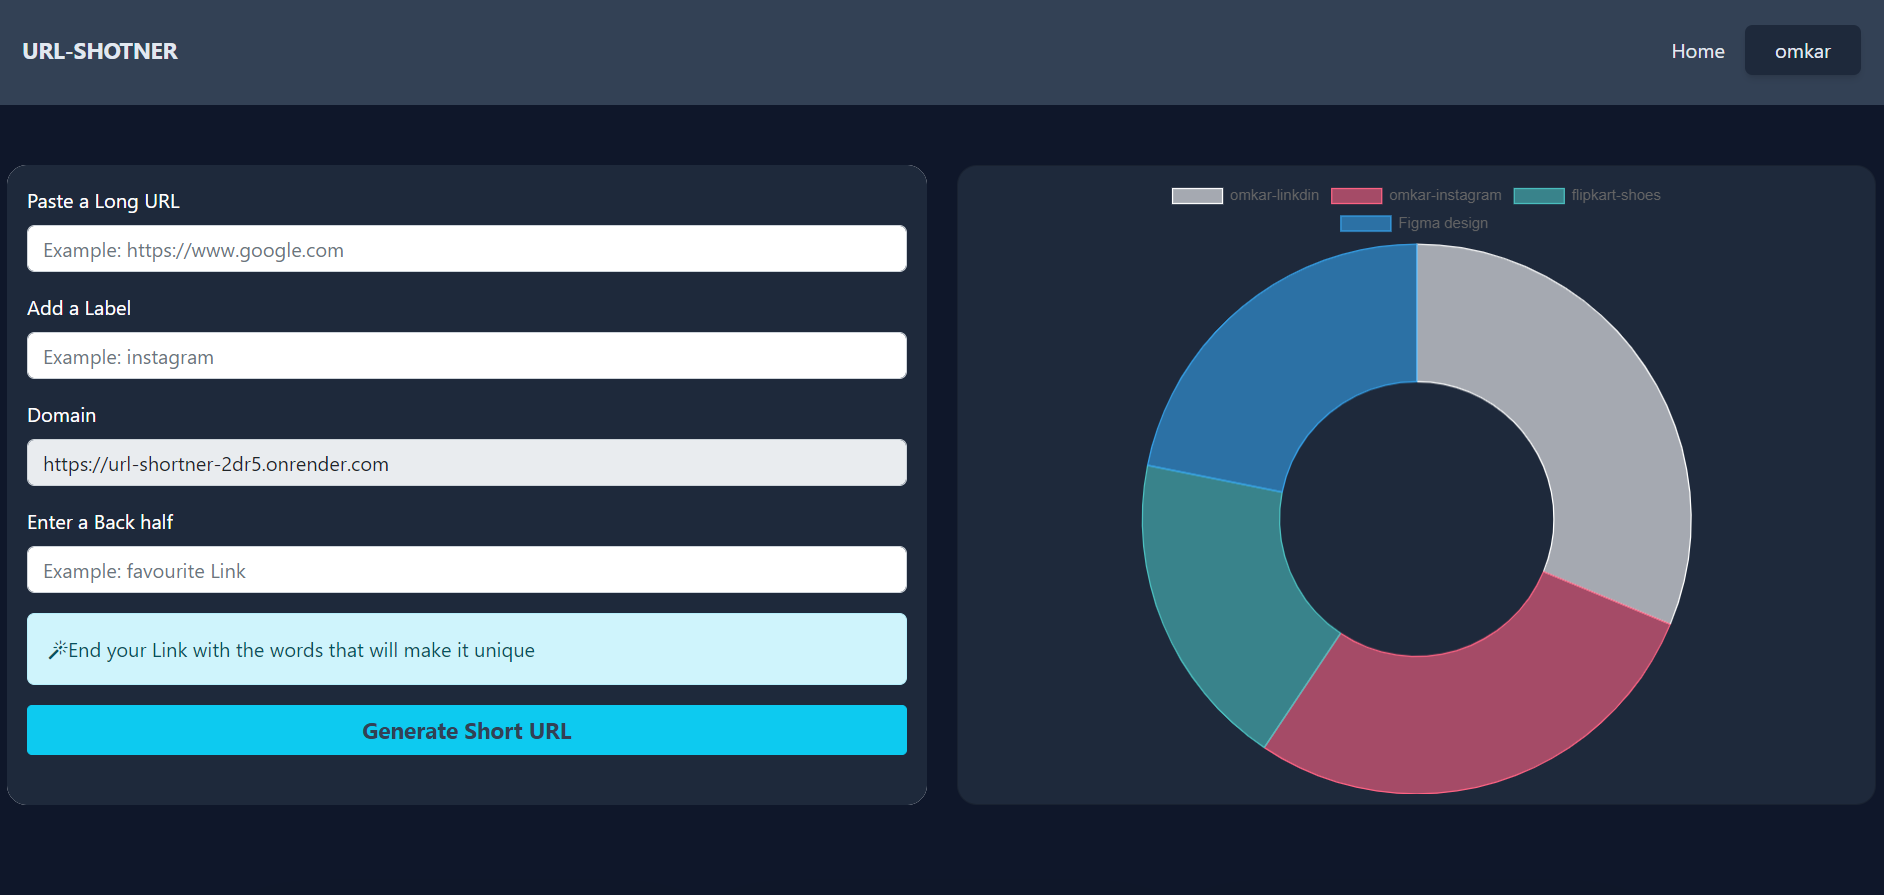 URL-SHOTNER
Home
omkar
Paste a Long URL
Example: https://www.google.com
Add a Label
Example: instagram
Domain
https://url-shortner-2dr5.onrender.com
Enter a Back half
Example: favourite Link
End your Link with the words that will make it unique
Generate Short URL
omkar-linkdin omkar-instagram flipkart-shoes
Figma design